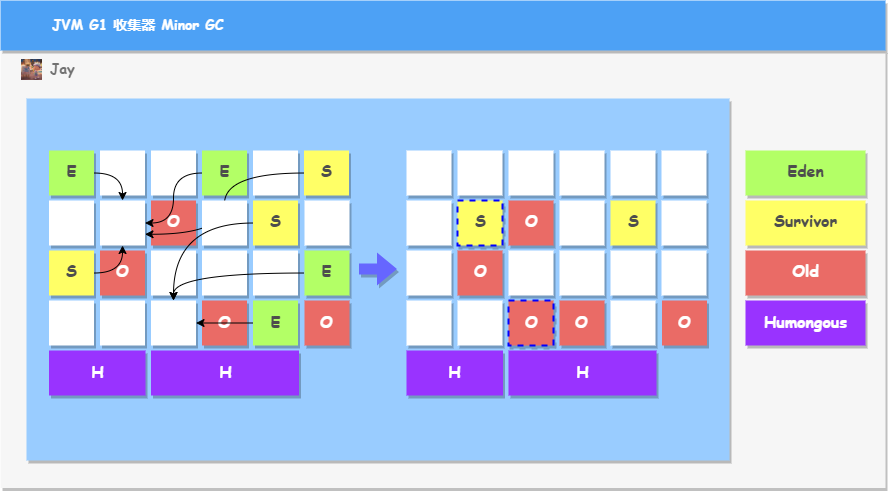 JVM G1 收集器 Minor GC
Jay
E E S
O S
S O E
O E O
H H
S O S
O
O O O
H H
Eden
Survivor
Old
Humongous